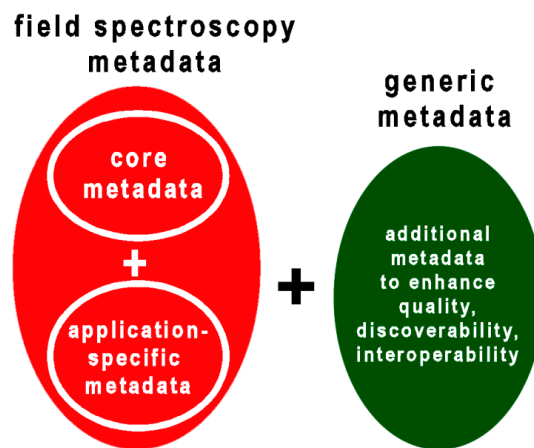 field spectroscopy
metadata
core
metadata
+
application-
specific
metadata
+
generic
metadata
additional
metadata
to enhance
quality,
discoverability,
interoperability